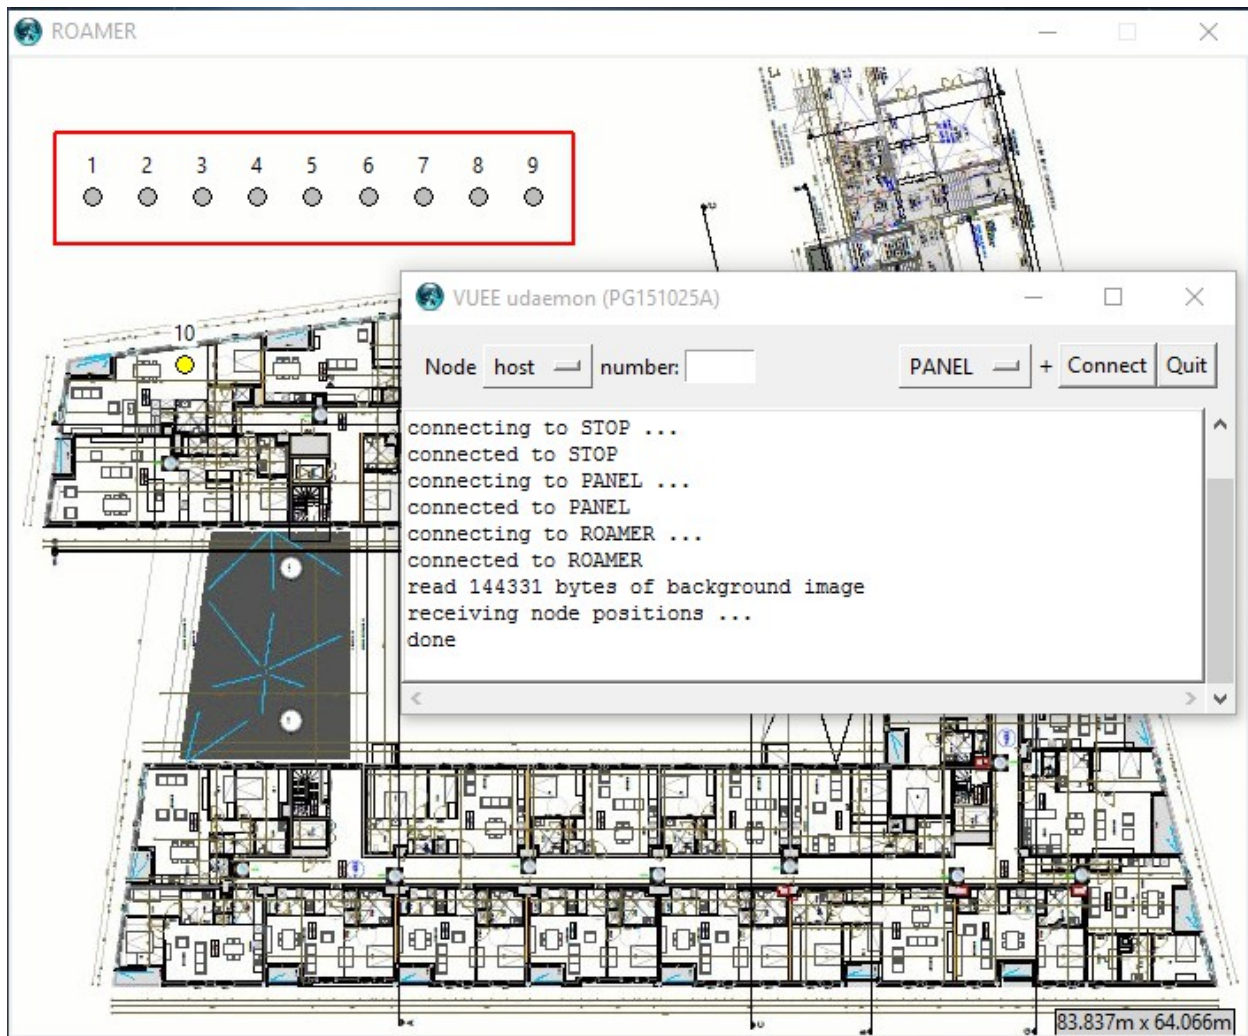 ROAMER
1 2 3 4 5 6 7 8 9
10
VUEE udaemon (PG151025A)
Node host number: PANEL + Connect Quit
connecting to STOP ...
connected to STOP
connecting to PANEL ...
connected to PANEL
connecting to ROAMER ...
connected to ROAMER
read 144331 bytes of background image
receiving node positions ...
done
83.837m x 64.066m